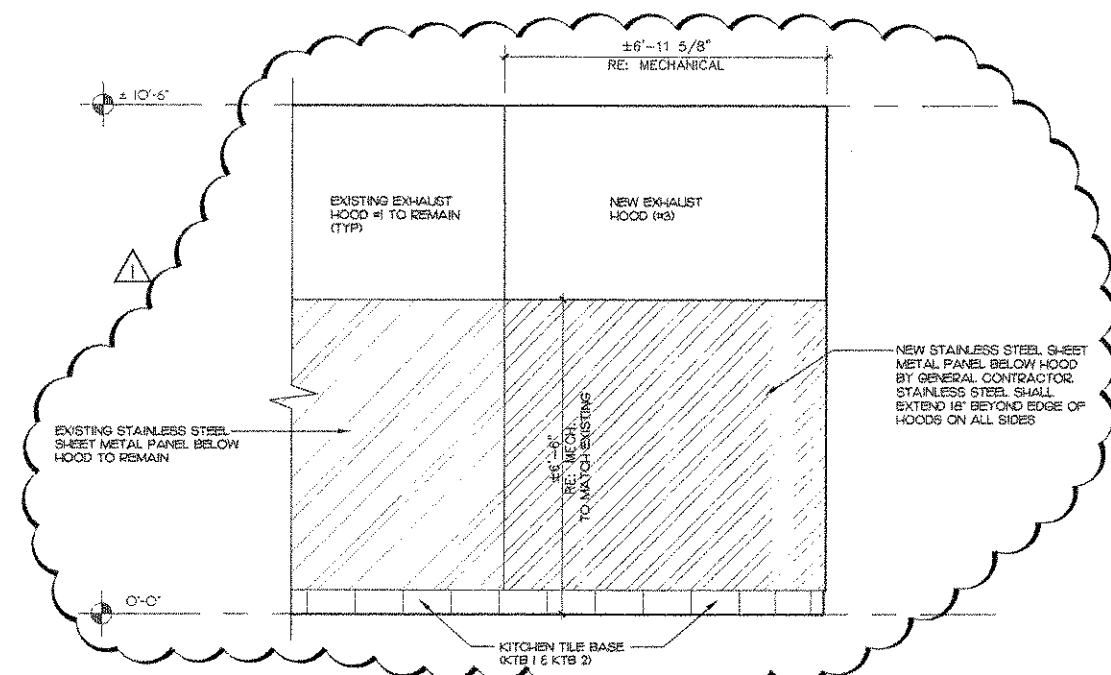 ±6'-11 5/8"
RE: MECHANICAL
± 10'-6"
EXISTING EXHAUST
HOOD #1 TO REMAIN
(TYP)
NEW EXHAUST
HOOD (#3)
1
NEW STAINLESS STEEL SHEET
METAL PANEL BELOW HOOD
BY GENERAL CONTRACTOR.
STAINLESS STEEL SHALL
EXTEND 18" BEYOND EDGE OF
HOODS ON ALL SIDES
EXISTING STAINLESS STEEL
SHEET METAL PANEL BELOW
HOOD TO REMAIN
±6'-6"
RE: MECH.
TO MATCH EXISTING
0'-0"
KITCHEN TILE BASE
(KTB 1 & KTB 2)